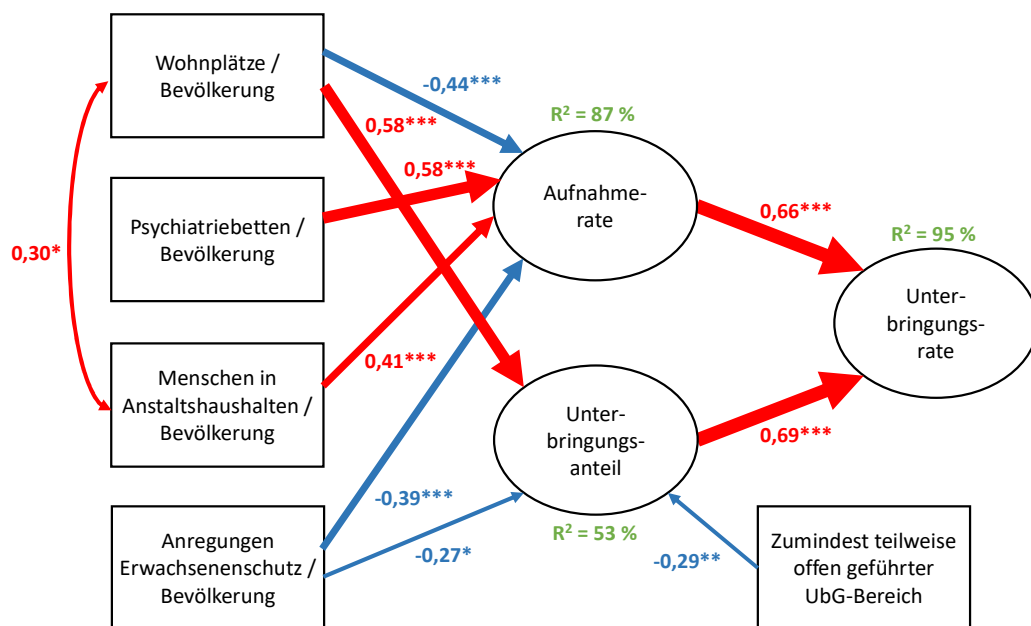 Wohnplätze /
Bevölkerung
-0,44***
R² = 87 %
0,58***
0,58***
Aufnahme-
rate
Psychiatriebetten /
Bevölkerung
0,66***
R² = 95 %
0,30*
Unter-
bringungs-
rate
Menschen in
Anstaltshaushalten /
Bevölkerung
0,41***
Unter-
bringungs-
anteil
0,69***
-0,39***
Anregungen
Erwachsenenschutz /
Bevölkerung
-0,27*
R² = 53 %
-0,29**
Zumindest teilweise
offen geführter
UbG-Bereich